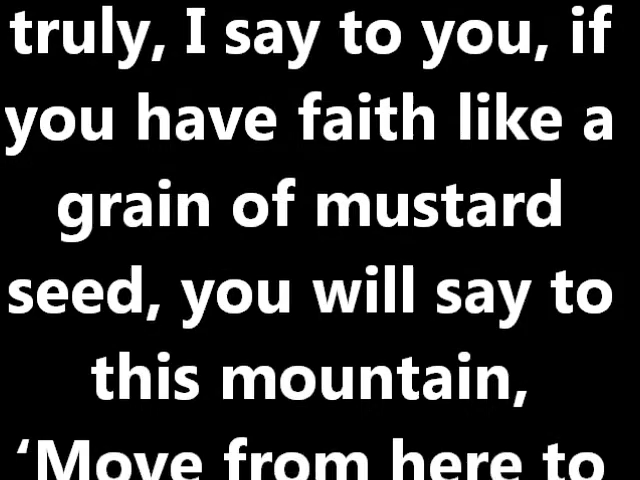 truly, I say to you, if
you have faith like a
grain of mustard
seed, you will say to
this mountain,
‘Move from here to